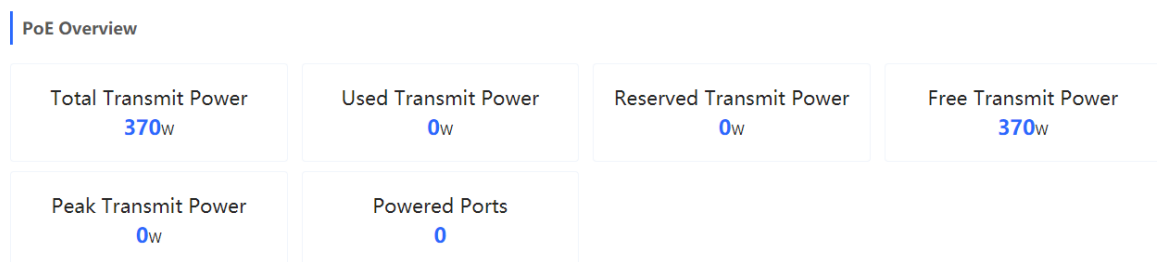 PoE Overview
Total Transmit Power
370W
Used Transmit Power
0W
Reserved Transmit Power
0W
Free Transmit Power
370W
Peak Transmit Power
0W
Powered Ports
0